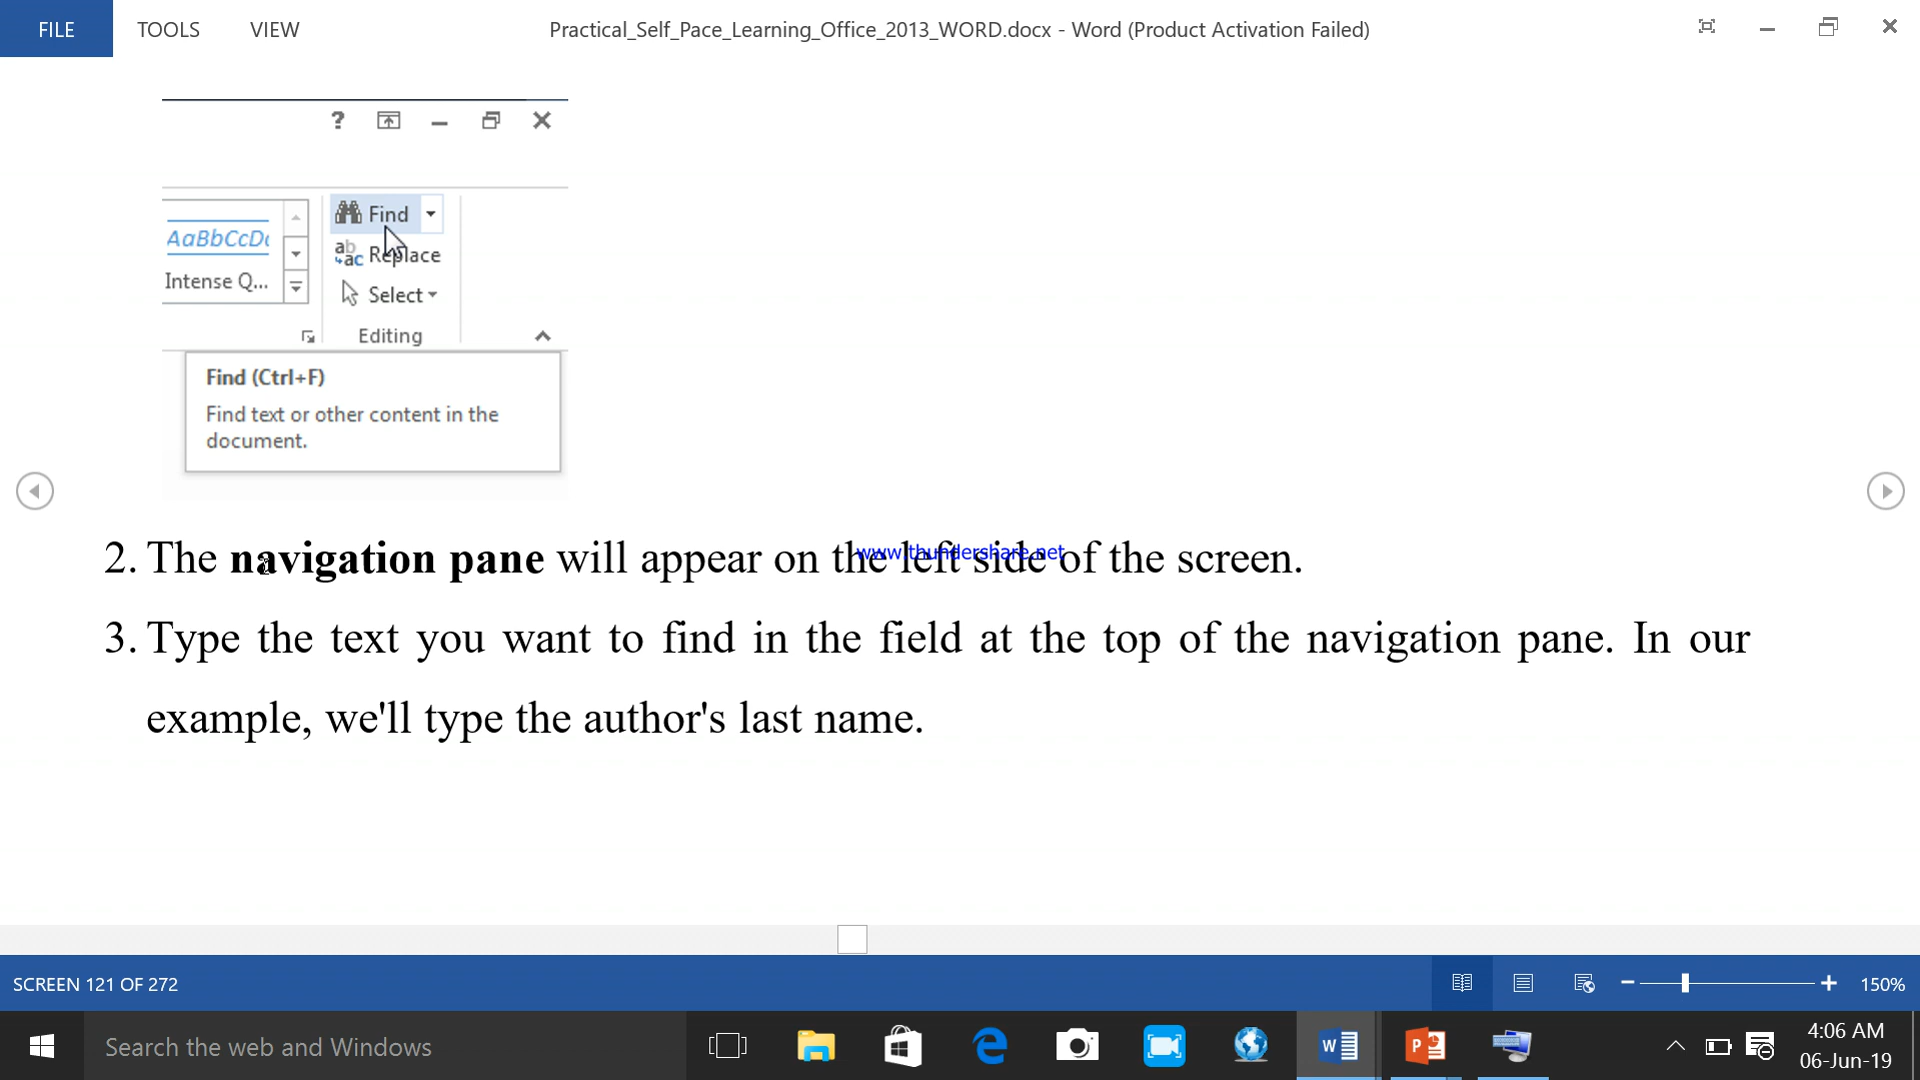 FILE TOOLS VIEW Practical_Self_Pace_Learning_Office_2013_WORD.docx - Word (Product Activation Failed)
?
AaBbCcD
Find
ab
ac Replace
Intense Q...
Select
Editing
Find (Ctrl+F)
Find text or other content in the
document.
www.thundershare.net
2. The navigation pane will appear on the left side of the screen.
3. Type the text you want to find in the field at the top of the navigation pane. In our
example, we'll type the author's last name.
SCREEN 121 OF 272
150%
Search the web and Windows
4:06 AM
06-Jun-19